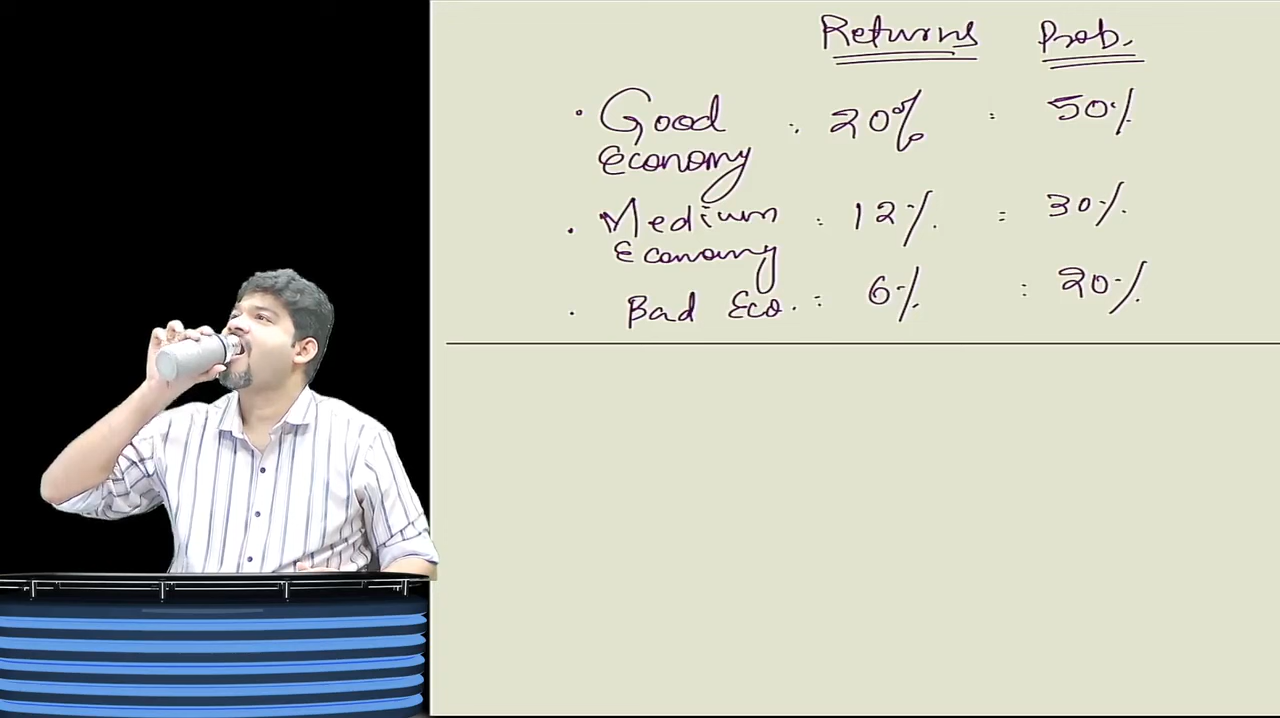 Returns Prob.
· Good : 20% : 50%
Economy
· Medium : 12% : 30%
Economy
· Bad Eco. : 6% : 20%